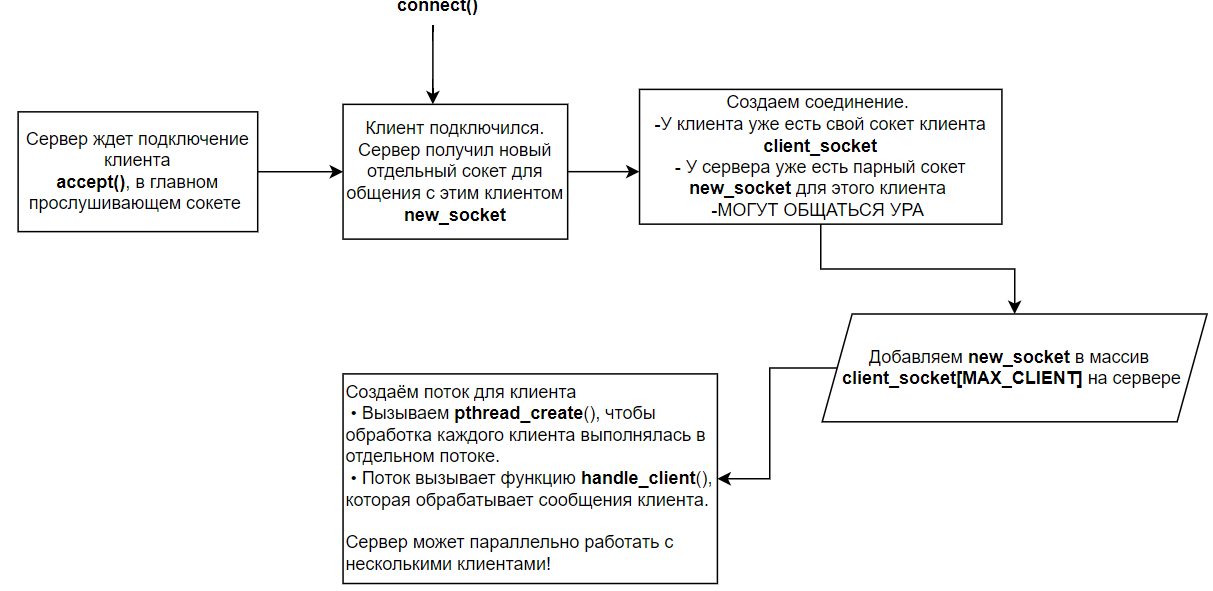 connect()
Сервер ждет подключение
клиента
accept(), в главном
прослушивающем сокете
Клиент подключился.
Сервер получил новый
отдельный сокет для
общения с этим клиентом
new_socket
Создаем соединение.
-У клиента уже есть свой сокет клиента
client_socket
- У сервера уже есть парный сокет
new_socket для этого клиента
-МОГУТ ОБЩАТЬСЯ УРА
Добавляем new_socket в массив
client_socket[MAX_CLIENT] на сервере
Создаём поток для клиента
• Вызываем pthread_create(), чтобы
обработка каждого клиента выполнялась в
отдельном потоке.
• Поток вызывает функцию handle_client(),
которая обрабатывает сообщения клиента.
Сервер может параллельно работать с
несколькими клиентами!